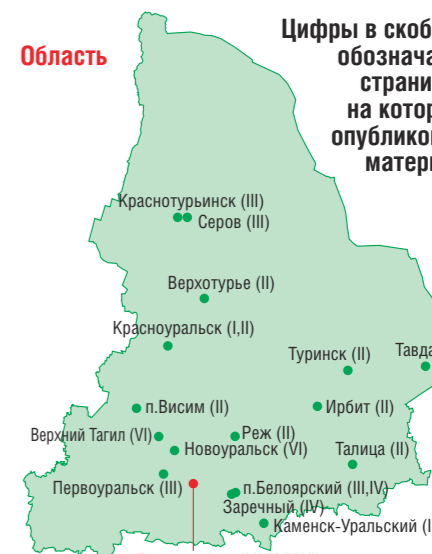 Область
Цифры в скоб
обознача
страни
на котор
опубликов
матери
Краснотурьинск (III)
Серов (III)
Верхотурье (II)
Красноуральск (I,II)
Туринск (II)
Тавда
п.Висим (II)
Ирбит (II)
Верхний Тагил (VI)
Реж (II)
Новоуральск (VI)
Талица (II)
Первоуральск (III)
п.Белоярский (III,IV)
Заречный (IV)
Каменск-Уральский (I